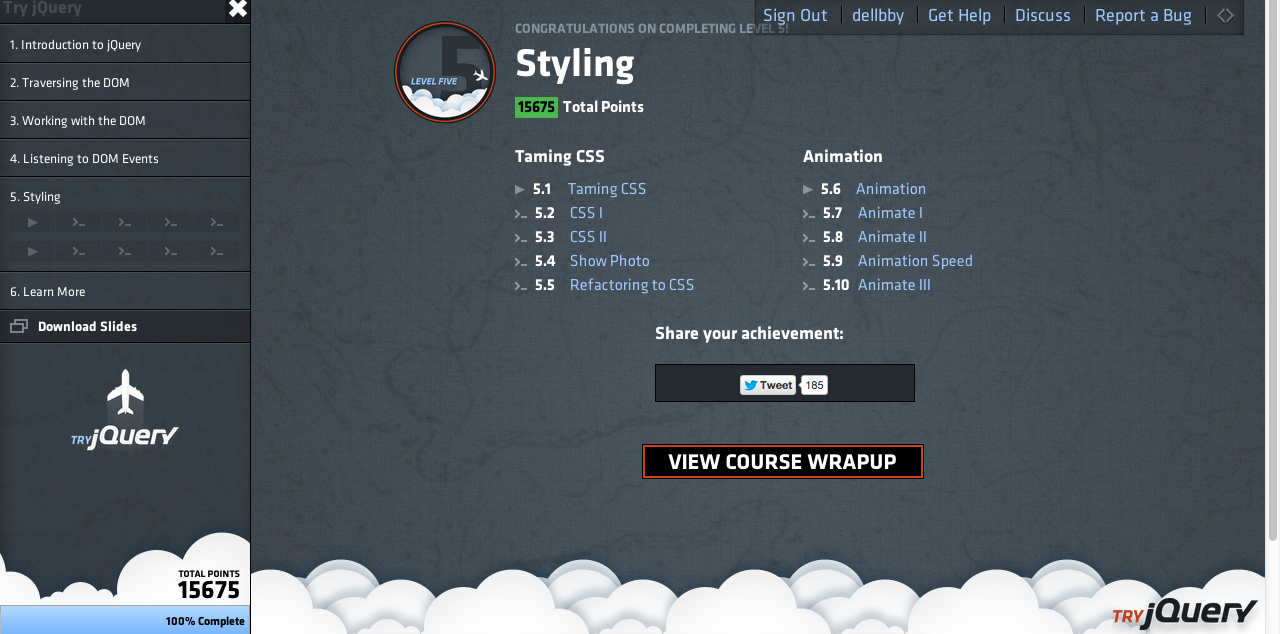 Try jQuery
1. Introduction to jQuery
2. Traversing the DOM
3. Working with the DOM
4. Listening to DOM Events
5. Styling
6. Learn More
Download Slides
TRY jQUERY
TOTAL POINTS
15675
100% Complete
Sign Out
dellbby
Get Help
Discuss
Report a Bug
5
LEVEL FIVE
CONGRATULATIONS ON COMPLETING LEVEL 5!
Styling
15675 Total Points
Taming CSS
5.1 Taming CSS
5.2 CSS I
5.3 CSS II
5.4 Show Photo
5.5 Refactoring to CSS
Animation
5.6 Animation
5.7 Animate I
5.8 Animate II
5.9 Animation Speed
5.10 Animate III
Share your achievement:
Tweet 185
VIEW COURSE WRAPUP
TRY jQUERY